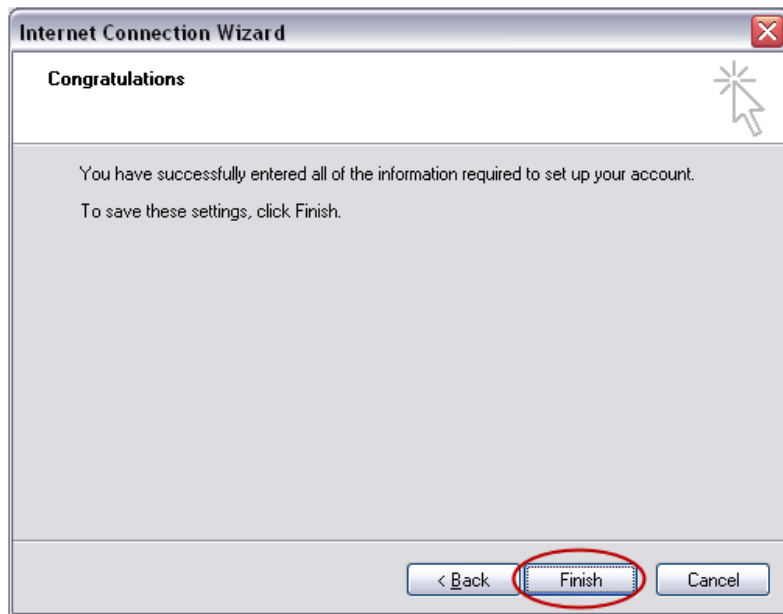 Internet Connection Wizard
Congratulations
You have successfully entered all of the information required to set up your account.
To save these settings, click Finish.
< Back
Finish
Cancel